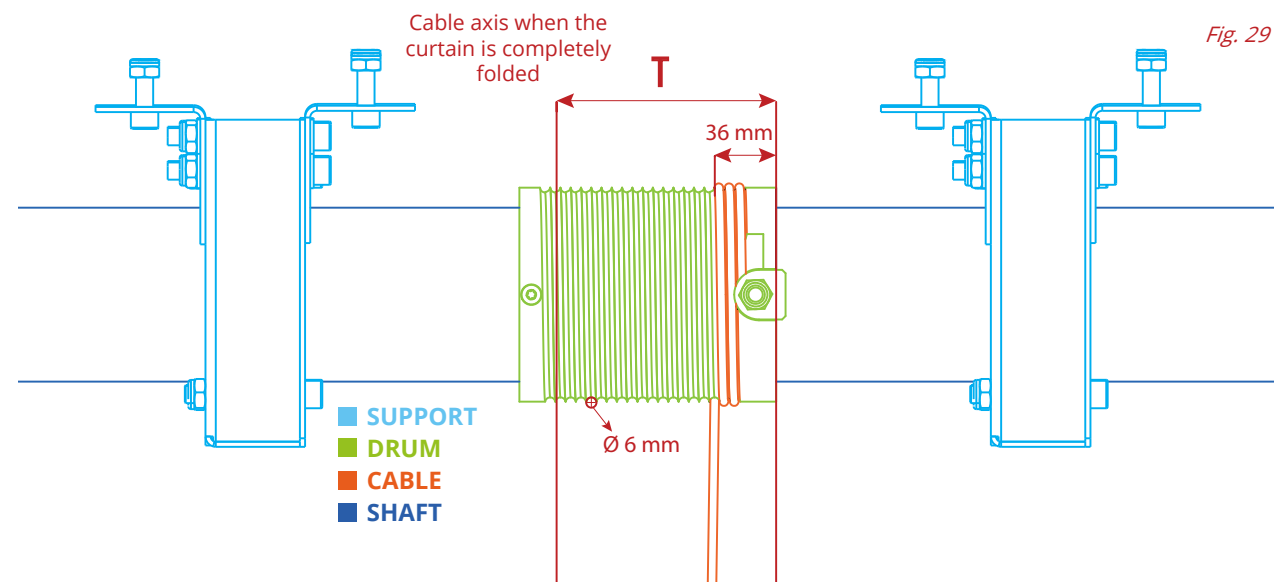 Cable axis when the
curtain is completely
folded
Fig. 29
T
36 mm
Ø 6 mm
SUPPORT
DRUM
CABLE
SHAFT